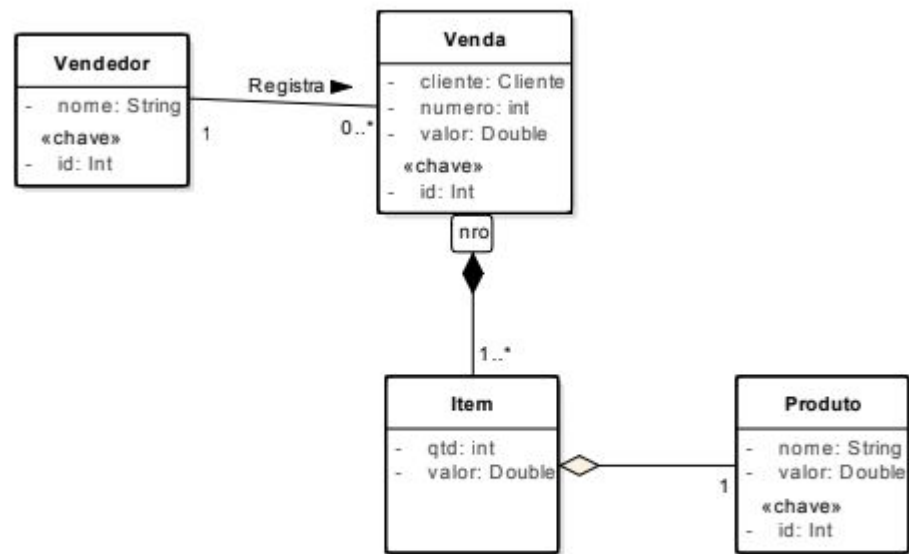 Vendedor
- nome: String
«chave»
- id: Int
Registra
1
0..*
Venda
- cliente: Cliente
- numero: int
- valor: Double
«chave»
- id: Int
nro
1..*
Item
- qtd: int
- valor: Double
1
Produto
- nome: String
- valor: Double
«chave»
- id: Int